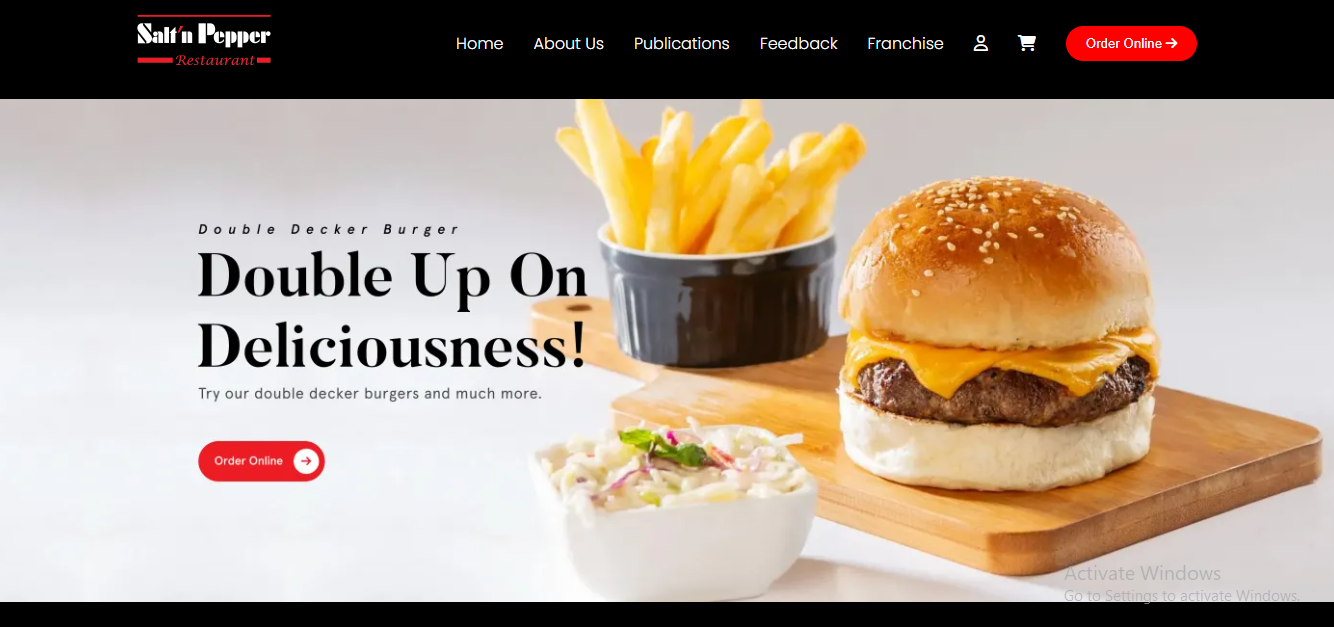 Salt'n Pepper
Restaurant
Home About Us Publications Feedback Franchise Order Online
Double Decker Burger
Double Up On
Deliciousness!
Try our double decker burgers and much more.
Order Online
Activate Windows
Go to Settings to activate Windows.